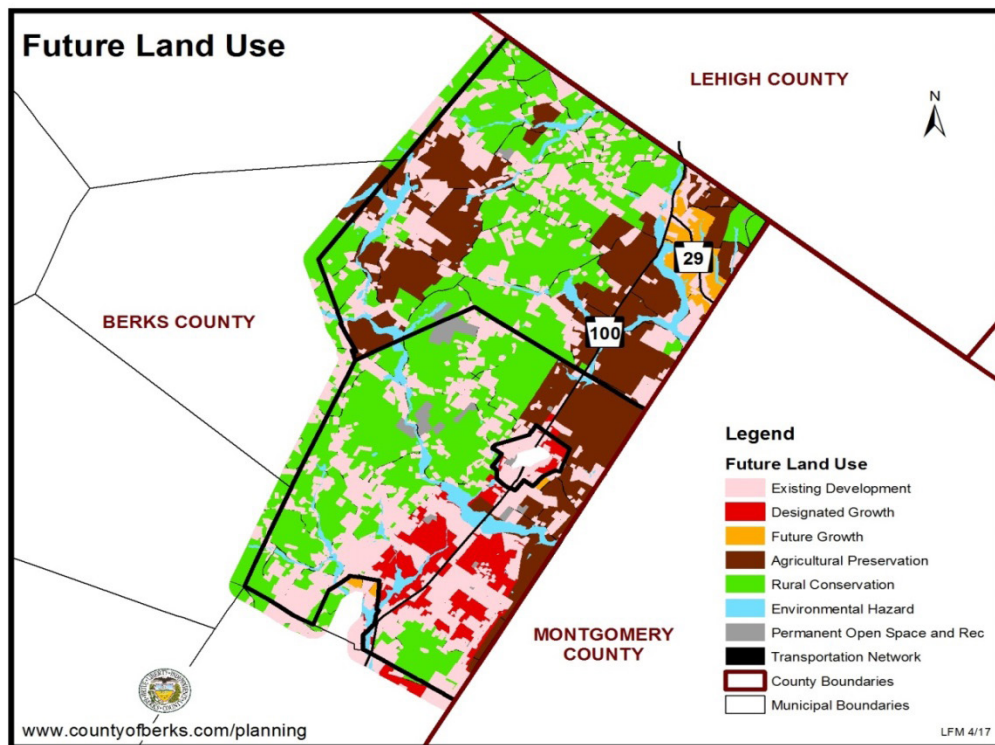 Future Land Use
LEHIGH COUNTY
N
29
BERKS COUNTY
100
Legend
Future Land Use
Existing Development
Designated Growth
Future Growth
Agricultural Preservation
Rural Conservation
Environmental Hazard
Permanent Open Space and Rec
Transportation Network
County Boundaries
Municipal Boundaries
MONTGOMERY
COUNTY
www.countyofberks.com/planning
LFM 4/17